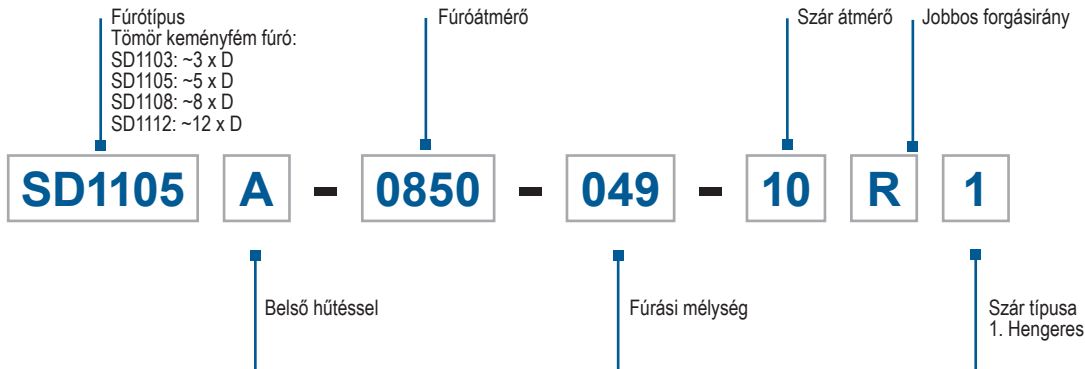 Fúrótípus
Tömör keményfém fúró:
SD1103: ~3 x D
SD1105: ~5 x D
SD1108: ~8 x D
SD1112: ~12 x D
Fúróátmérő
Szár átmérő
Jobbos forgásirány
SD1105 A - 0850 - 049 - 10 R 1
Belső hűtéssel
Fúrási mélység
Szár típusa
1. Hengeres